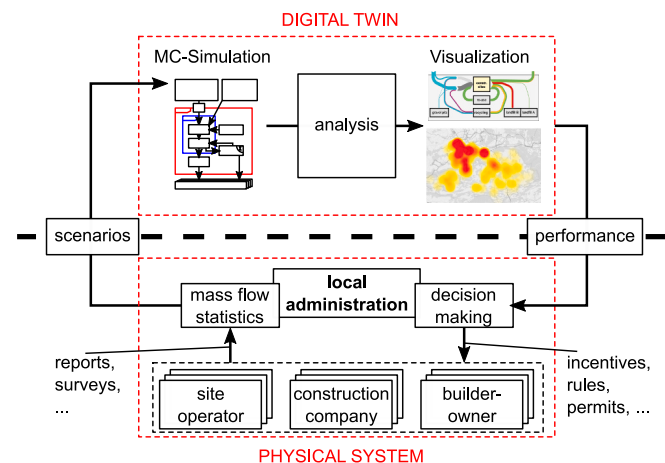 DIGITAL TWIN
MC-Simulation
Visualization
analysis
scenarios
performance
local
administration
mass flow
statistics
decision
making
reports,
surveys,
...
incentives,
rules,
permits, ...
site
operator
construction
company
builder-
owner
PHYSICAL SYSTEM